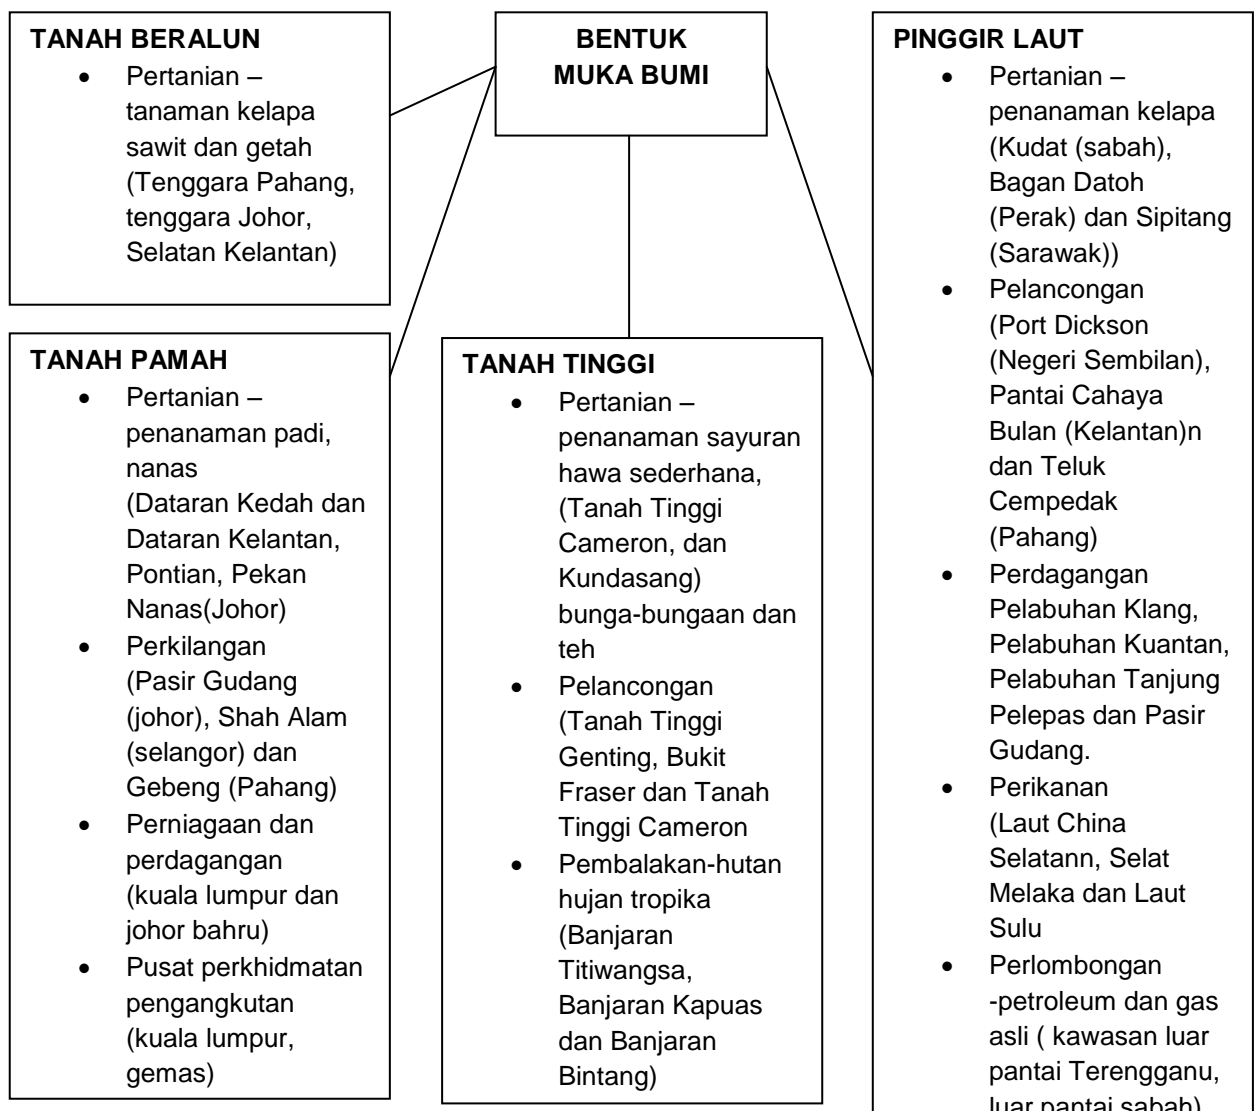 TANAH BERALUN
• Pertanian –
tanaman kelapa
sawit dan getah
(Tenggara Pahang,
tenggara Johor,
Selatan Kelantan)
BENTUK
MUKA BUMI
PINGGIR LAUT
• Pertanian –
penanaman kelapa
(Kudat (sabah),
Bagan Datoh
(Perak) dan Sipitang
(Sarawak))
• Pelancongan
(Port Dickson
(Negeri Sembilan),
Pantai Cahaya
Bulan (Kelantan)n
dan Teluk
Cempedak
(Pahang)
• Perdagangan
Pelabuhan Klang,
Pelabuhan Kuantan,
Pelabuhan Tanjung
Pelepas dan Pasir
Gudang.
• Perikanan
(Laut China
Selatann, Selat
Melaka dan Laut
Sulu
• Perlombongan
-petroleum dan gas
asli ( kawasan luar
pantai Terengganu,
luar pantai sabah)
TANAH PAMAH
• Pertanian –
penanaman padi,
nanas
(Dataran Kedah dan
Dataran Kelantan,
Pontian, Pekan
Nanas(Johor)
• Perkilangan
(Pasir Gudang
(johor), Shah Alam
(selangor) dan
Gebeng (Pahang)
• Perniagaan dan
perdagangan
(kuala lumpur dan
johor bahru)
• Pusat perkhidmatan
pengangkutan
(kuala lumpur,
gemas)
TANAH TINGGI
• Pertanian –
penanaman sayuran
hawa sederhana,
(Tanah Tinggi
Cameron, dan
Kundasang)
bunga-bungaan dan
teh
• Pelancongan
(Tanah Tinggi
Genting, Bukit
Fraser dan Tanah
Tinggi Cameron
• Pembalakan-hutan
hujan tropika
(Banjaran
Titiwangsa,
Banjaran Kapuas
dan Banjaran
Bintang)